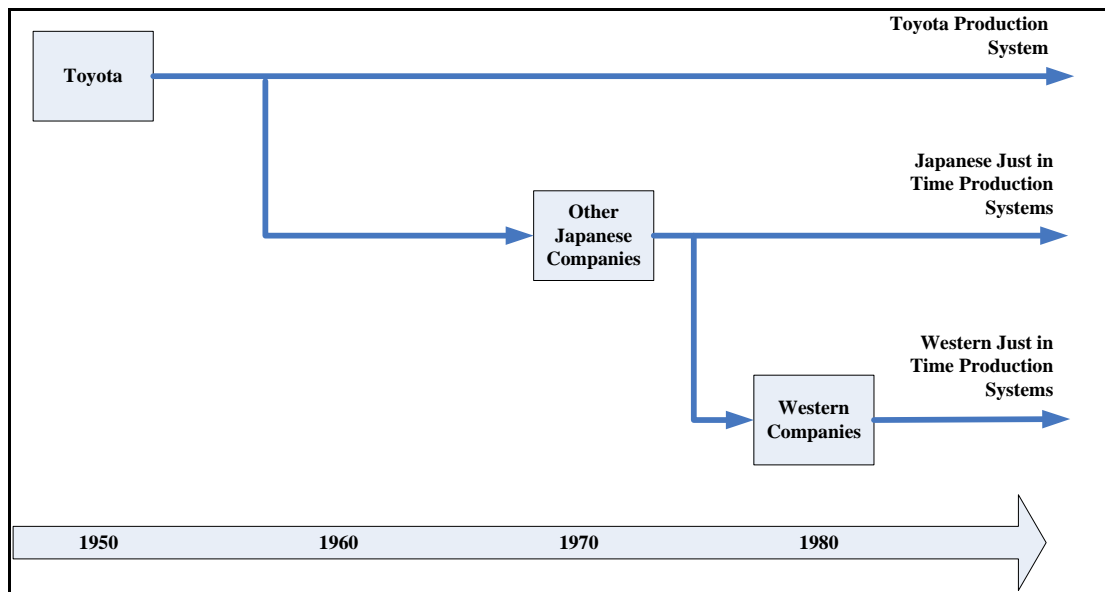 Toyota Production
System
Toyota
Japanese Just in
Time Production
Systems
Other
Japanese
Companies
Western Just in
Time Production
Systems
Western
Companies
1950 1960 1970 1980